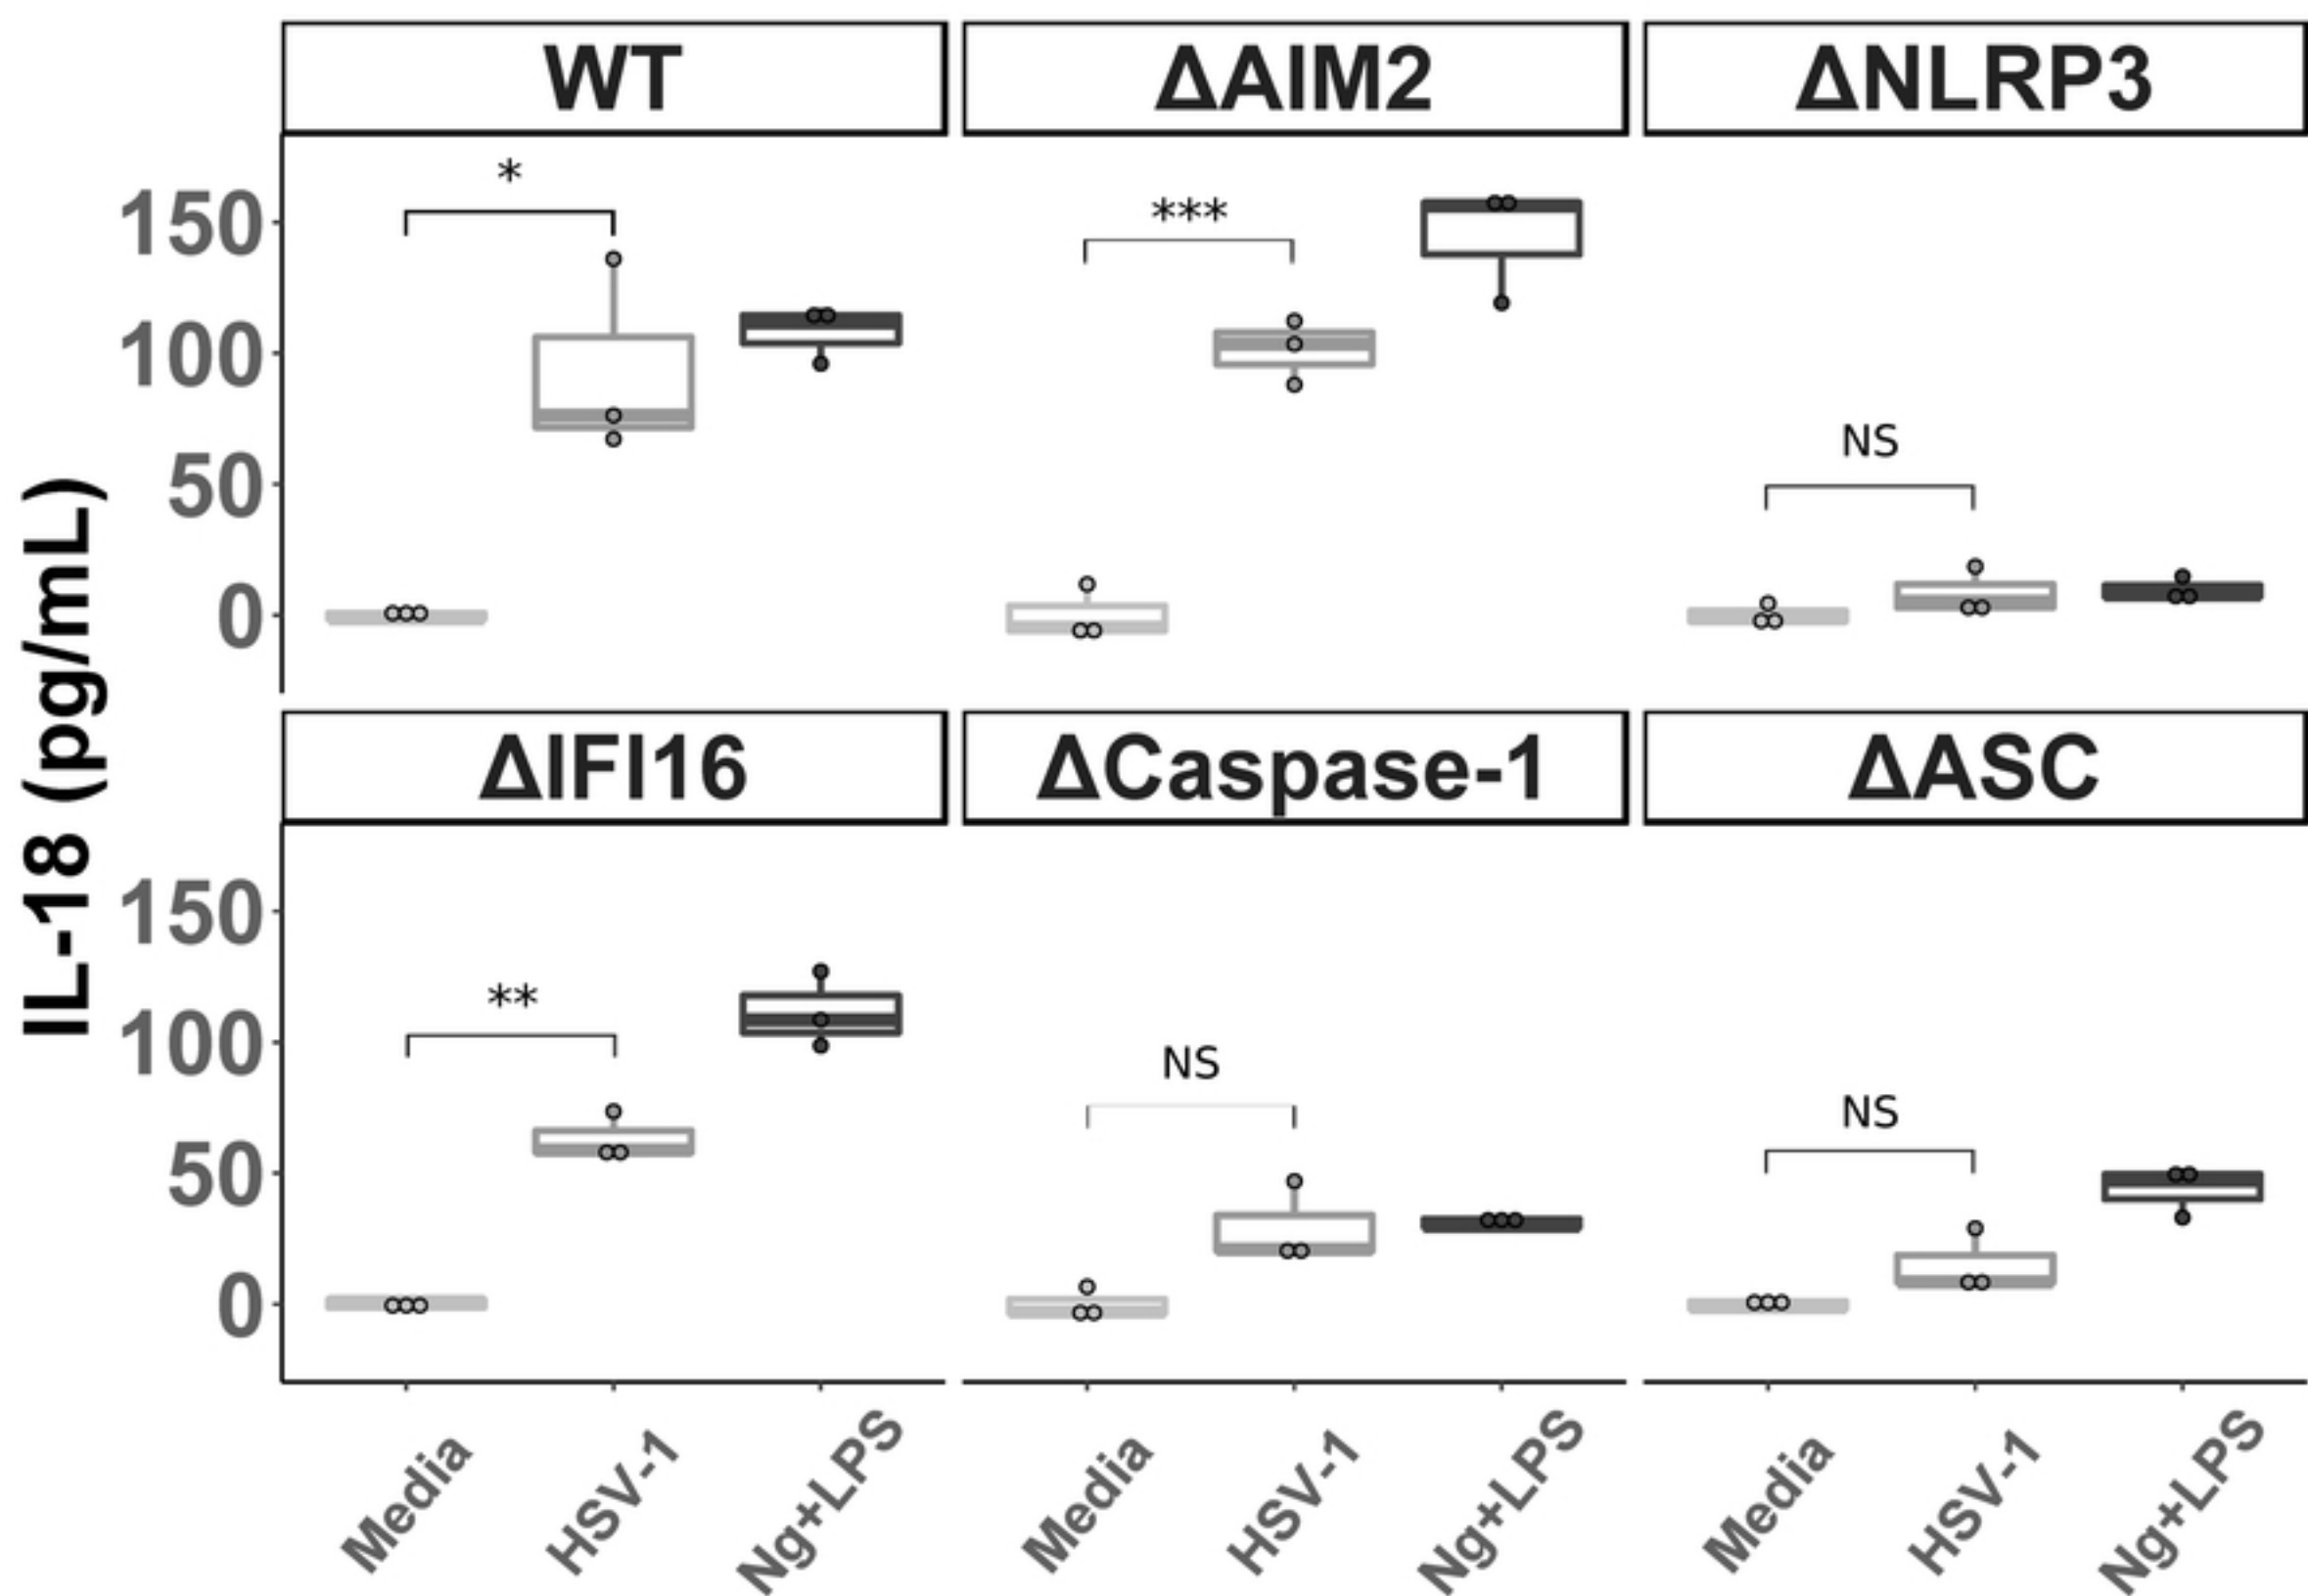 WT
ΔAIM2
ΔNLRP3
*
***
NS
150
100
50
0
IL-18 (pg/mL)
ΔIFI16
ΔCaspase-1
ΔASC
**
NS
NS
150
100
50
0
Media
HSV-1
Ng+LPS
Media
HSV-1
Ng+LPS
Media
HSV-1
Ng+LPS